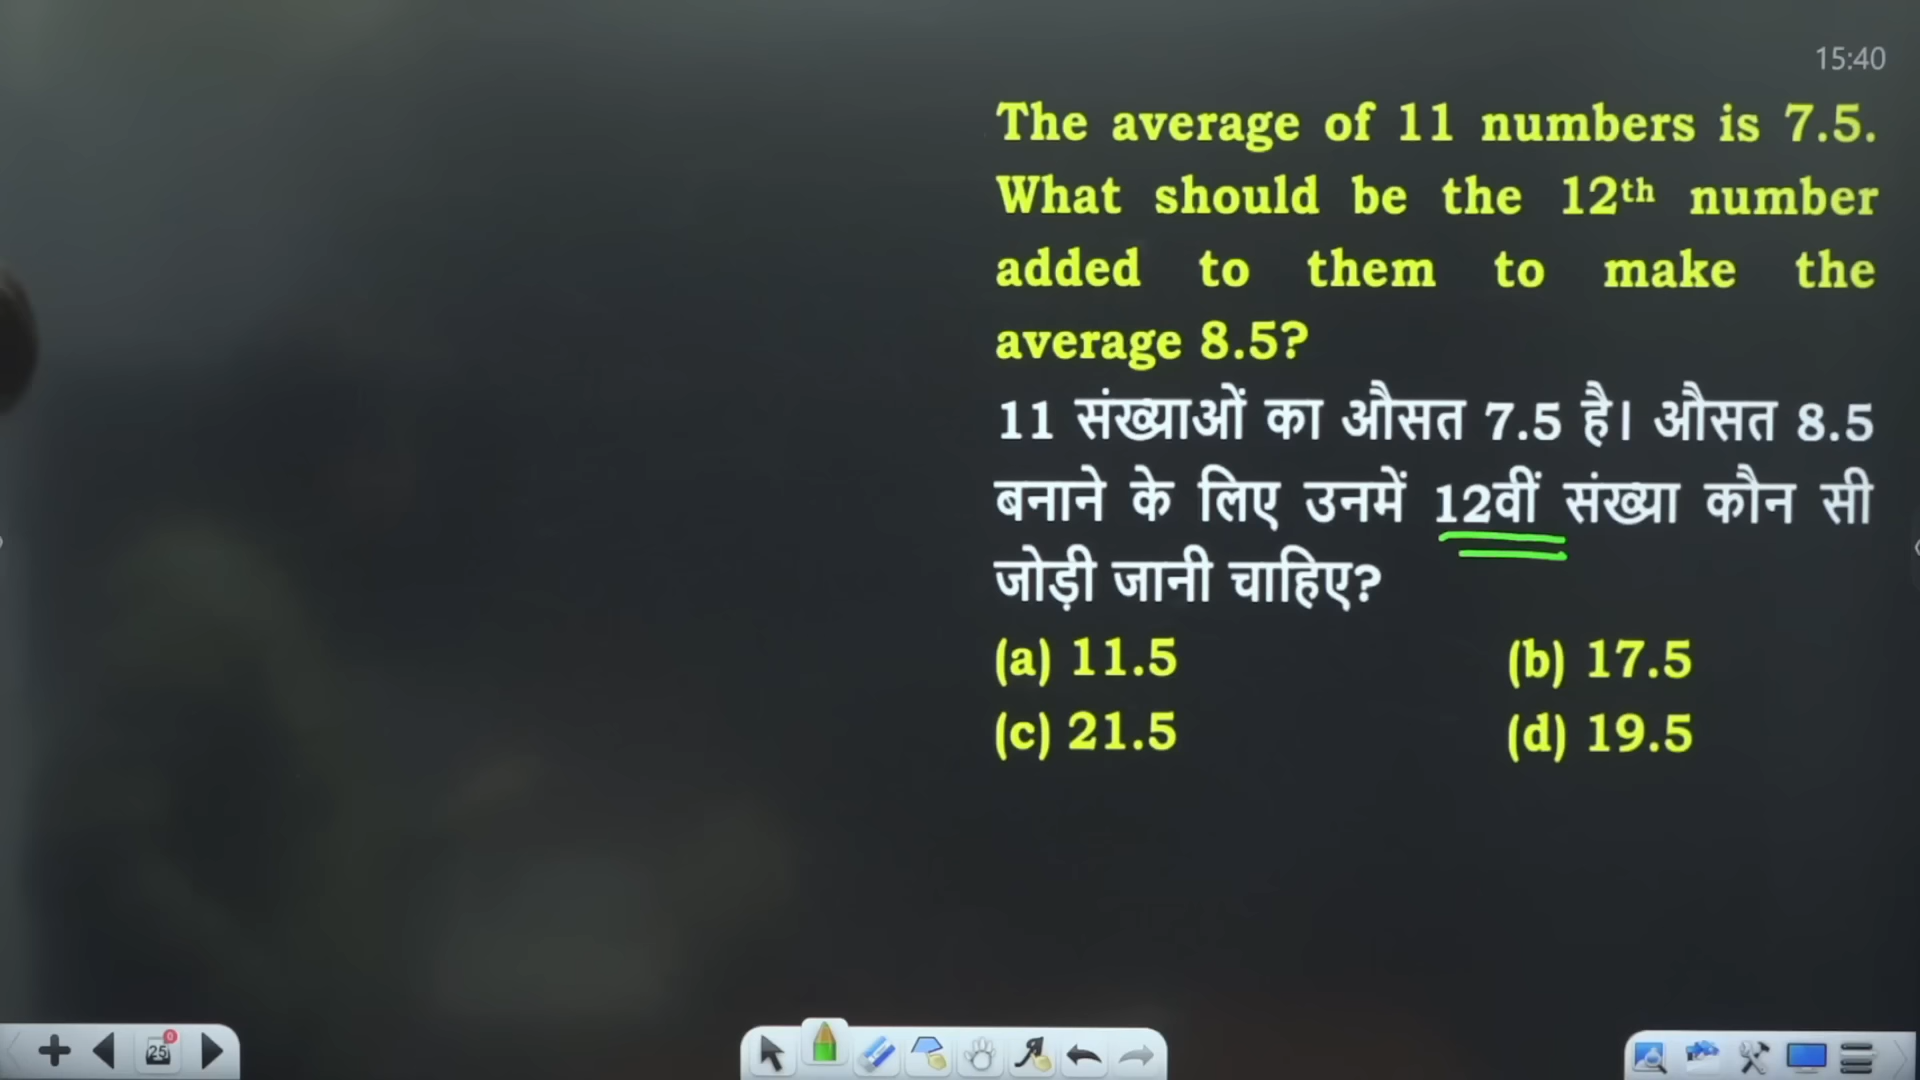 15:40
The average of 11 numbers is 7.5.
What should be the 12th number
added to them to make the
average 8.5?
11 संख्याओं का औसत 7.5 है। औसत 8.5
बनाने के लिए उनमें 12वीं संख्या कौन सी
जोड़ी जानी चाहिए?
(a) 11.5 (b) 17.5
(c) 21.5 (d) 19.5
25 0